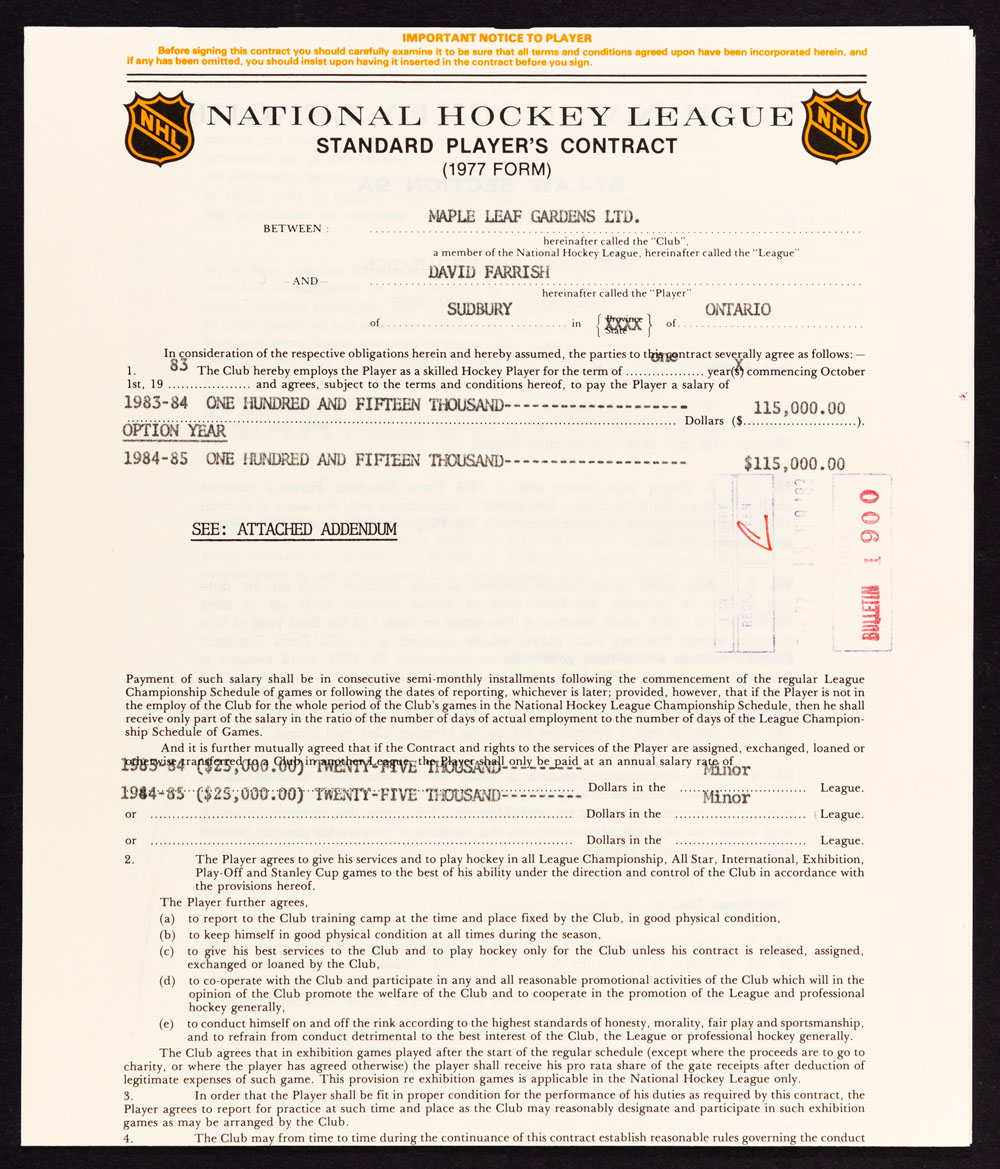 IMPORTANT NOTICE TO PLAYER
Before signing this contract you should carefully examine it to be sure that all terms and conditions agreed upon have been incorporated herein, and
if any has been omitted, you should insist upon having it inserted in the contract before you sign.
NHL NATIONAL HOCKEY LEAGUE NHL
STANDARD PLAYER'S CONTRACT
(1977 FORM)
MAPLE LEAF GARDENS LTD.
BETWEEN :
hereinafter called the "Club",
a member of the National Hockey League, hereinafter called the "League"
DAVID FARRISH
— AND —
hereinafter called the "Player"
SUDBURY ONTARIO
of in { Province XXXX State } of
In consideration of the respective obligations herein and hereby assumed, the parties to this contract severally agree as follows: —
1. The Club hereby employs the Player as a skilled Hockey Player for the term of one year(s) commencing October
1st, 19 83 and agrees, subject to the terms and conditions hereof, to pay the Player a salary of
1983-84 ONE HUNDRED AND FIFTEEN THOUSAND-------------------- 115,000.00
Dollars ($ ).
OPTION YEAR
1984-85 ONE HUNDRED AND FIFTEEN THOUSAND-------------------- $115,000.00
SEE: ATTACHED ADDENDUM
BULLETIN 1900
Payment of such salary shall be in consecutive semi-monthly installments following the commencement of the regular League
Championship Schedule of games or following the dates of reporting, whichever is later; provided, however, that if the Player is not in
the employ of the Club for the whole period of the Club's games in the National Hockey League Championship Schedule, then he shall
receive only part of the salary in the ratio of the number of days of actual employment to the number of days of the League Champion-
ship Schedule of Games.
And it is further mutually agreed that if the Contract and rights to the services of the Player are assigned, exchanged, loaned or
otherwise transferred to a Club in another League, the Player shall only be paid at an annual salary rate of
1983-84 ($25,000.00) TWENTY-FIVE THOUSAND--------- Minor
Dollars in the League.
1984-85 ($25,000.00) TWENTY-FIVE THOUSAND--------- Minor
or Dollars in the League.
or Dollars in the League.
2. The Player agrees to give his services and to play hockey in all League Championship, All Star, International, Exhibition,
Play-Off and Stanley Cup games to the best of his ability under the direction and control of the Club in accordance with
the provisions hereof.
The Player further agrees,
(a) to report to the Club training camp at the time and place fixed by the Club, in good physical condition,
(b) to keep himself in good physical condition at all times during the season,
(c) to give his best services to the Club and to play hockey only for the Club unless his contract is released, assigned,
exchanged or loaned by the Club,
(d) to co-operate with the Club and participate in any and all reasonable promotional activities of the Club which will in the
opinion of the Club promote the welfare of the Club and to cooperate in the promotion of the League and professional
hockey generally,
(e) to conduct himself on and off the rink according to the highest standards of honesty, morality, fair play and sportsmanship,
and to refrain from conduct detrimental to the best interest of the Club, the League or professional hockey generally.
The Club agrees that in exhibition games played after the start of the regular schedule (except where the proceeds are to go to
charity, or where the player has agreed otherwise) the player shall receive his pro rata share of the gate receipts after deduction of
legitimate expenses of such game. This provision re exhibition games is applicable in the National Hockey League only.
3. In order that the Player shall be fit in proper condition for the performance of his duties as required by this contract, the
Player agrees to report for practice at such time and place as the Club may reasonably designate and participate in such exhibition
games as may be arranged by the Club.
4. The Club may from time to time during the continuance of this contract establish reasonable rules governing the conduct